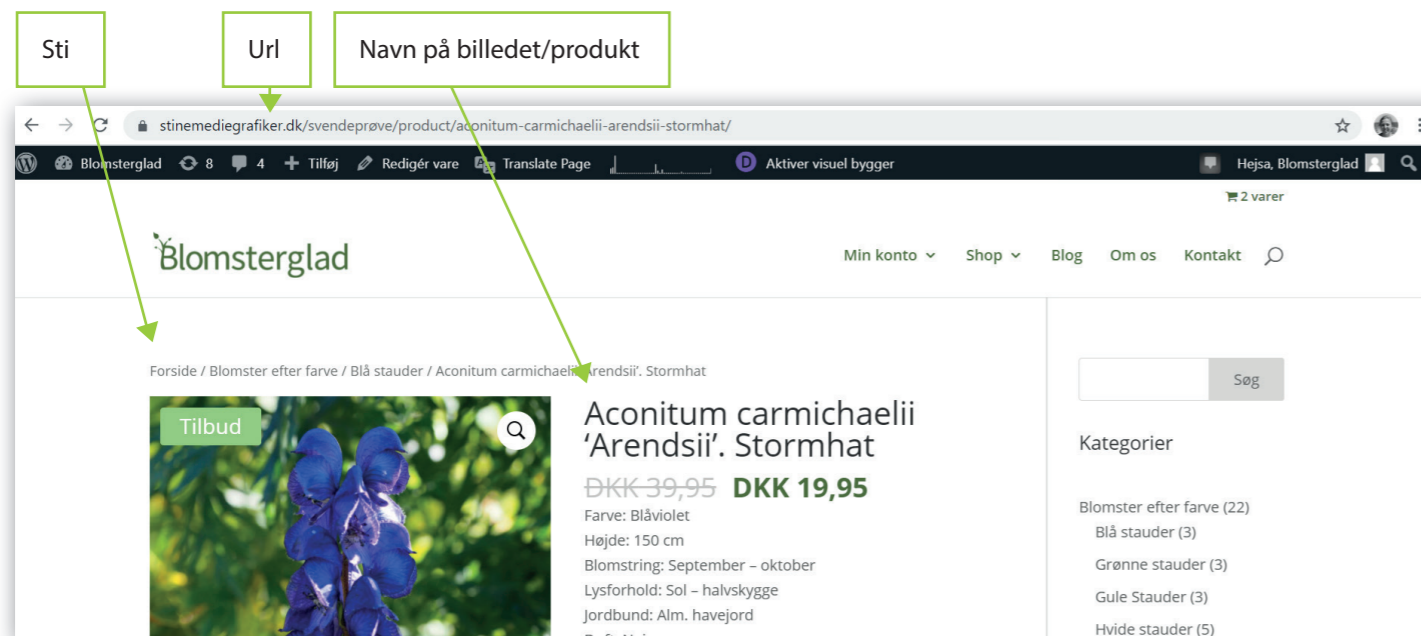 Sti
Url
Navn på billedet/produkt
stinemediegrafiker.dk/svendeprøve/product/aconitum-carmichaelii-arendsii-stormhat/
Blomsterglad 8 4 Tilføj Redigér vare Translate Page D Aktiver visuel bygger Hejsa, Blomsterglad
2 varer
Blomsterglad
Min konto Shop Blog Om os Kontakt
Forside / Blomster efter farve / Blå stauder / Aconitum carmichaelii 'Arendsii'. Stormhat
Søg
Tilbud
Aconitum carmichaelii
‘Arendsii’. Stormhat
DKK 39,95 DKK 19,95
Farve: Blåviolet
Højde: 150 cm
Blomstring: September – oktober
Lysforhold: Sol – halvskygge
Jordbund: Alm. havejord
Kategorier
Blomster efter farve (22)
Blå stauder (3)
Grønne stauder (3)
Gule Stauder (3)
Hvide stauder (5)